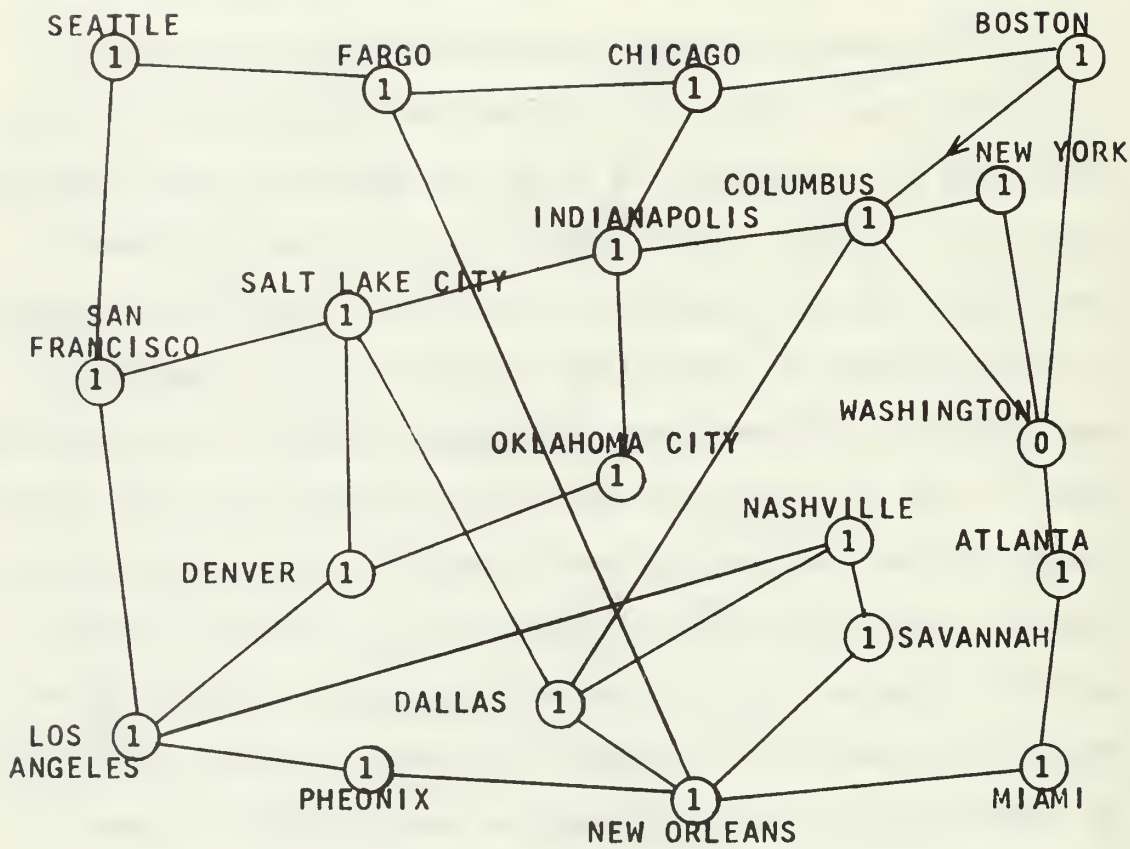 SEATTLE
1
FARGO
1
CHICAGO
1
BOSTON
1
NEW YORK
1
COLUMBUS
1
INDIANAPOLIS
1
SALT LAKE CITY
1
SAN
FRANCISCO
1
WASHINGTON
0
OKLAHOMA CITY
1
NASHVILLE
1
ATLANTA
1
DENVER
1
1 SAVANNAH
DALLAS 1
LOS
ANGELES
1
PHEONIX
1
NEW ORLEANS
1
MIAMI
1